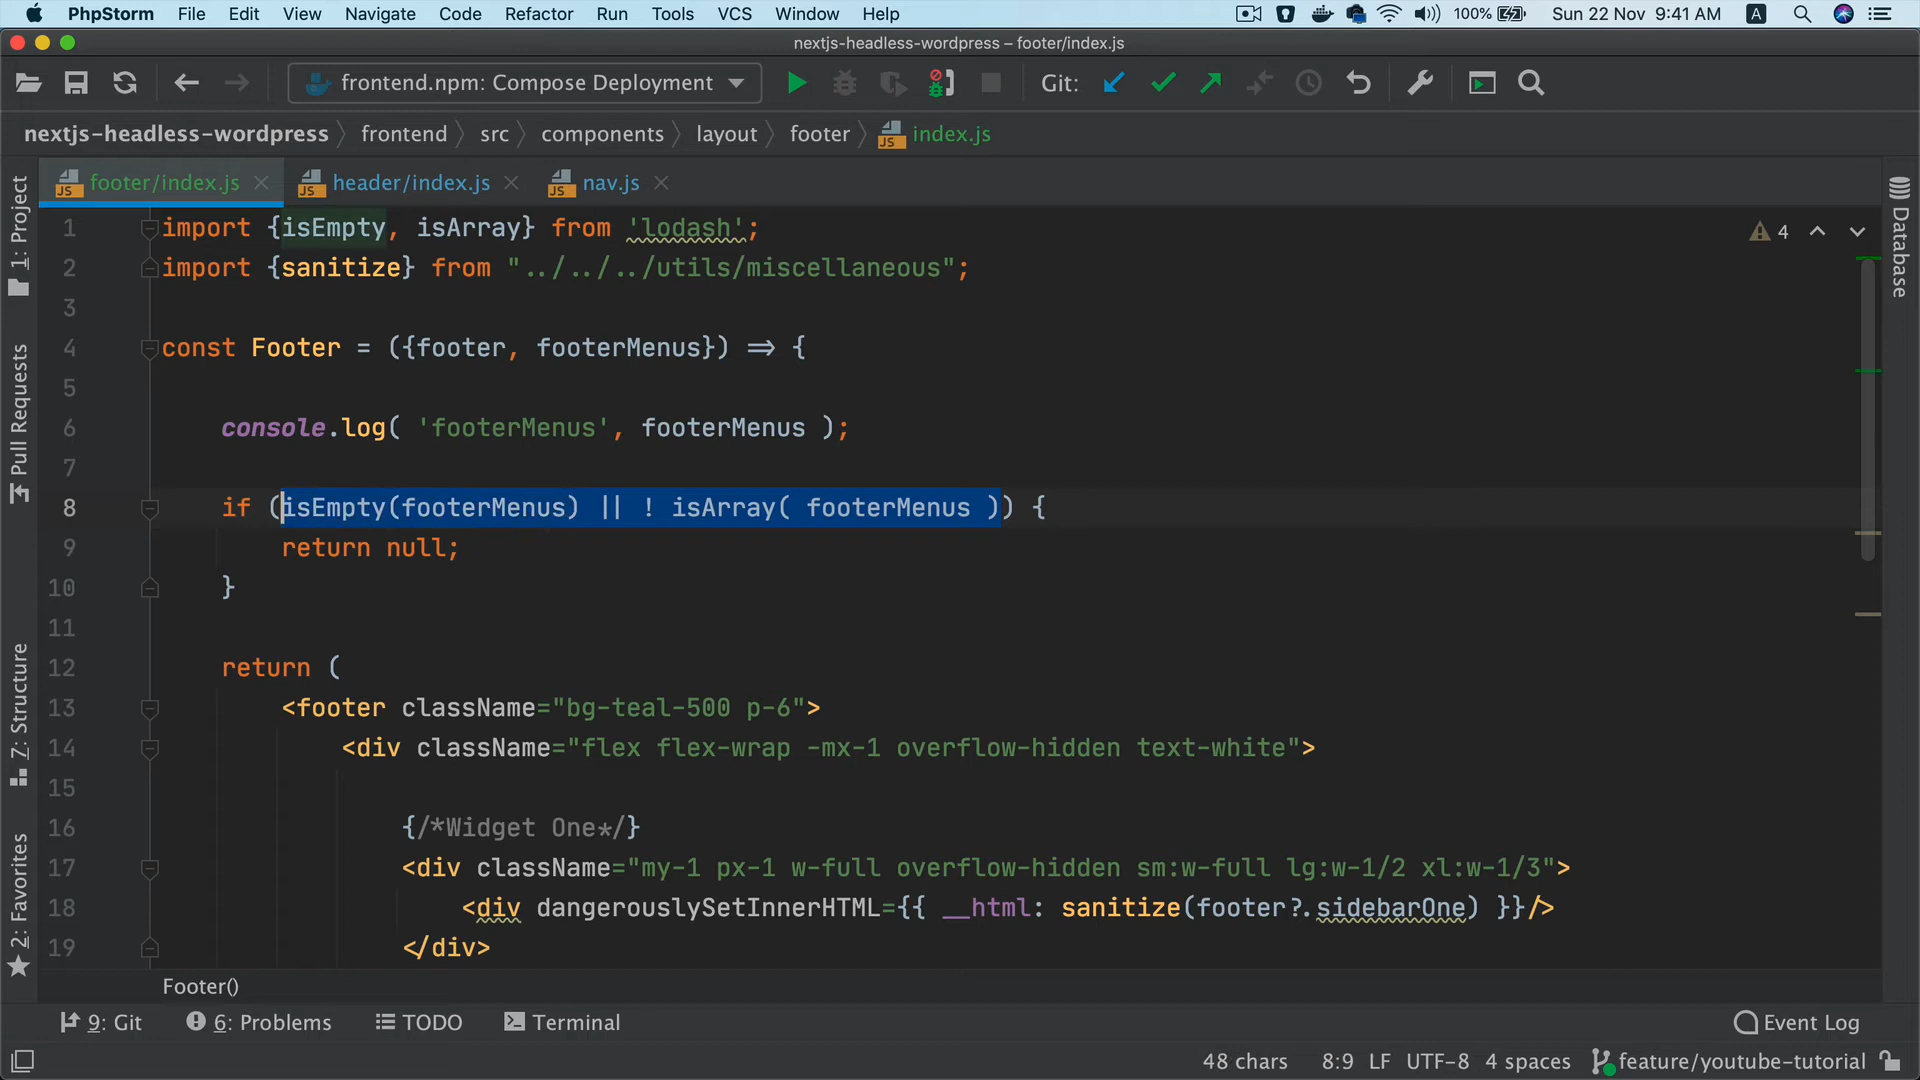 PhpStorm File Edit View Navigate Code Refactor Run Tools VCS Window Help 100% Sun 22 Nov 9:41 AM A
nextjs-headless-wordpress – footer/index.js
frontend.npm: Compose Deployment Git:
nextjs-headless-wordpress frontend src components layout footer JS index.js
JS footer/index.js JS header/index.js JS nav.js
1: Project
Pull Requests
7: Structure
2: Favorites
Database
4
1 import {isEmpty, isArray} from 'lodash';
2 import {sanitize} from "../../../utils/miscellaneous";
3
4 const Footer = ({footer, footerMenus}) => {
5
6 console.log( 'footerMenus', footerMenus );
7
8 if (isEmpty(footerMenus) || ! isArray( footerMenus )) {
9 return null;
10 }
11
12 return (
13 <footer className="bg-teal-500 p-6">
14 <div className="flex flex-wrap -mx-1 overflow-hidden text-white">
15
16 {/*Widget One*/}
17 <div className="my-1 px-1 w-full overflow-hidden sm:w-full lg:w-1/2 xl:w-1/3">
18 <div dangerouslySetInnerHTML={{ __html: sanitize(footer?.sidebarOne) }}/>
19 </div>
Footer()
9: Git 6: Problems TODO Terminal Event Log
48 chars 8:9 LF UTF-8 4 spaces feature/youtube-tutorial